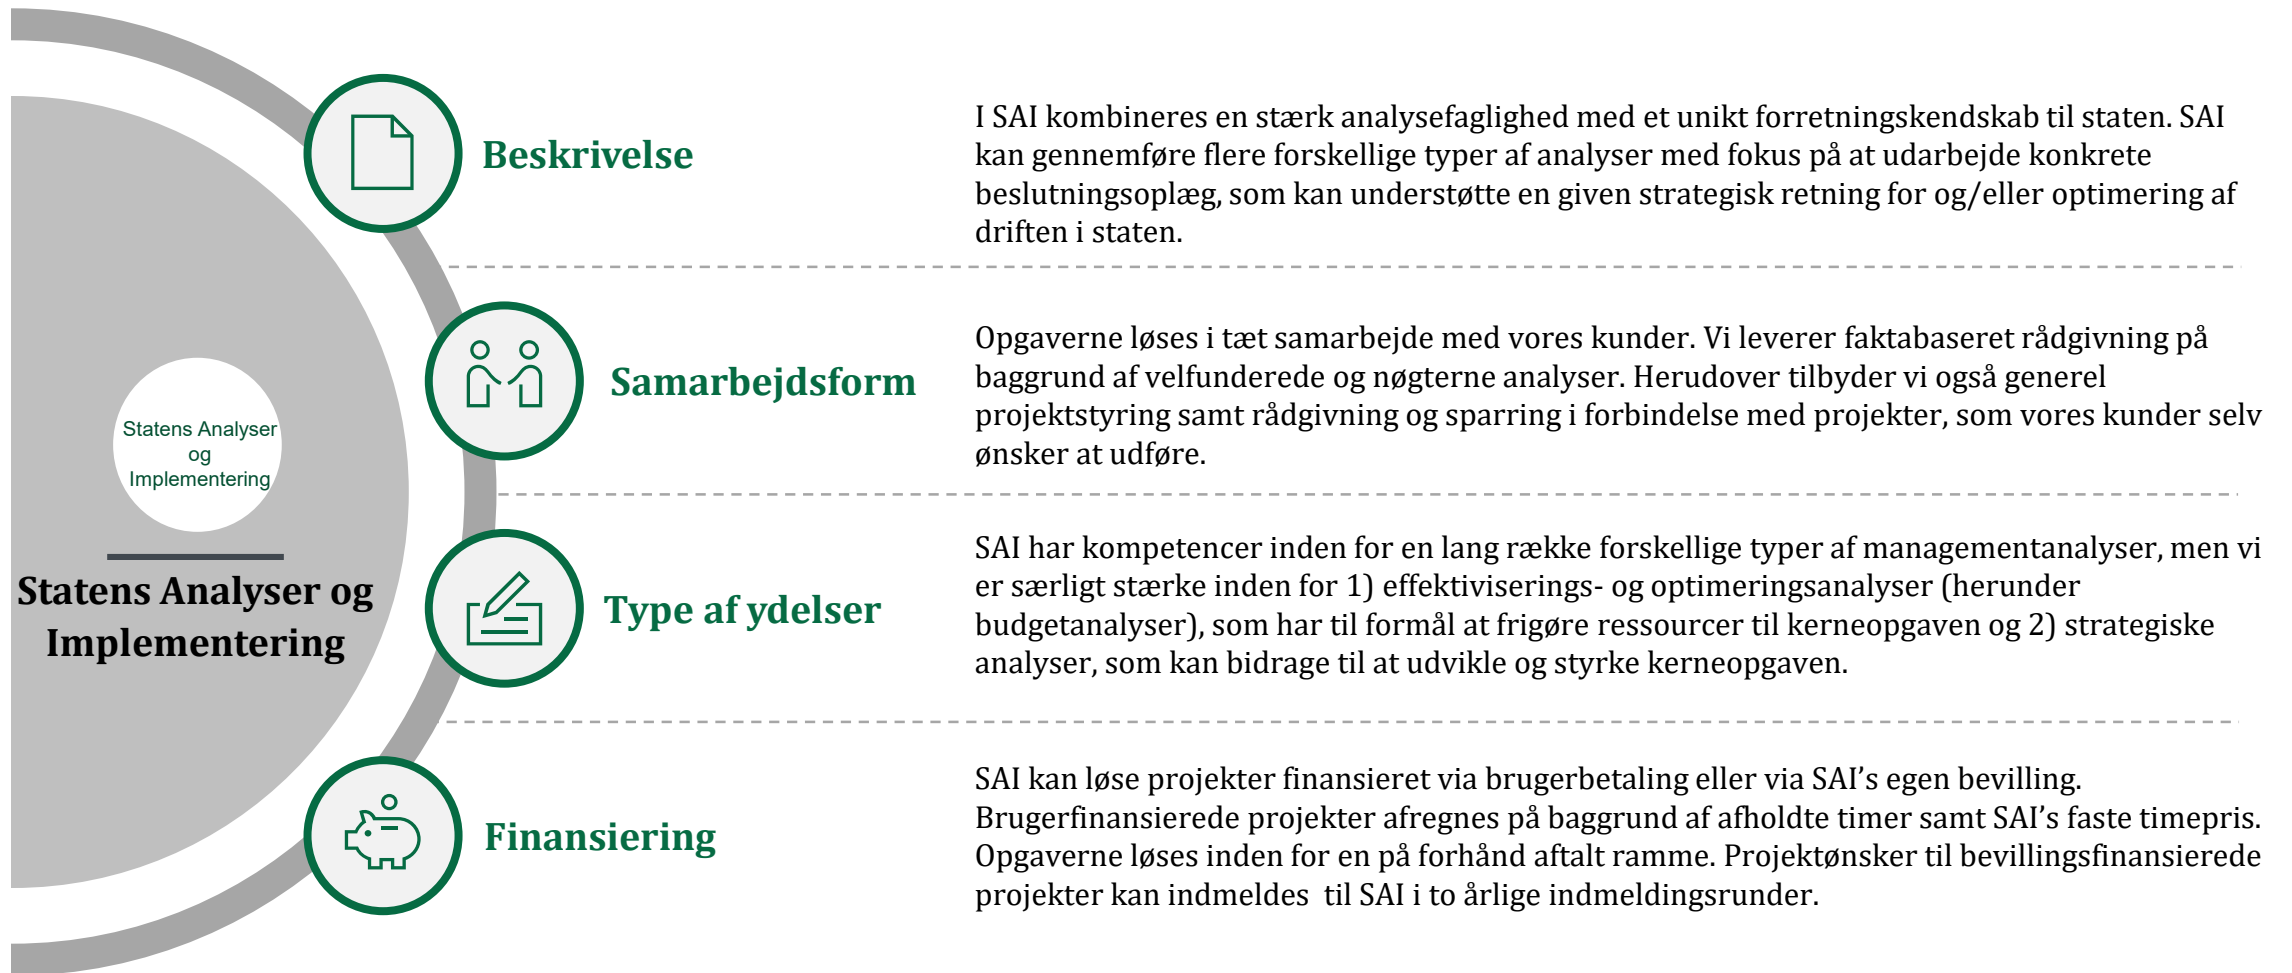 Statens Analyser
og
Implementering
Statens Analyser og
Implementering
Beskrivelse
I SAI kombineres en stærk analysefaglighed med et unikt forretningskendskab til staten. SAI
kan gennemføre flere forskellige typer af analyser med fokus på at udarbejde konkrete
beslutningsoplæg, som kan understøtte en given strategisk retning for og/eller optimering af
driften i staten.
Samarbejdsform
Opgaverne løses i tæt samarbejde med vores kunder. Vi leverer faktabaseret rådgivning på
baggrund af velfunderede og nøgterne analyser. Herudover tilbyder vi også generel
projektstyring samt rådgivning og sparring i forbindelse med projekter, som vores kunder selv
ønsker at udføre.
Type af ydelser
SAI har kompetencer inden for en lang række forskellige typer af managementanalyser, men vi
er særligt stærke inden for 1) effektiviserings- og optimeringsanalyser (herunder
budgetanalyser), som har til formål at frigøre ressourcer til kerneopgaven og 2) strategiske
analyser, som kan bidrage til at udvikle og styrke kerneopgaven.
Finansiering
SAI kan løse projekter finansieret via brugerbetaling eller via SAI’s egen bevilling.
Brugerfinansierede projekter afregnes på baggrund af afholdte timer samt SAI’s faste timepris.
Opgaverne løses inden for en på forhånd aftalt ramme. Projektønsker til bevillingsfinansierede
projekter kan indmeldes  til SAI i to årlige indmeldingsrunder.